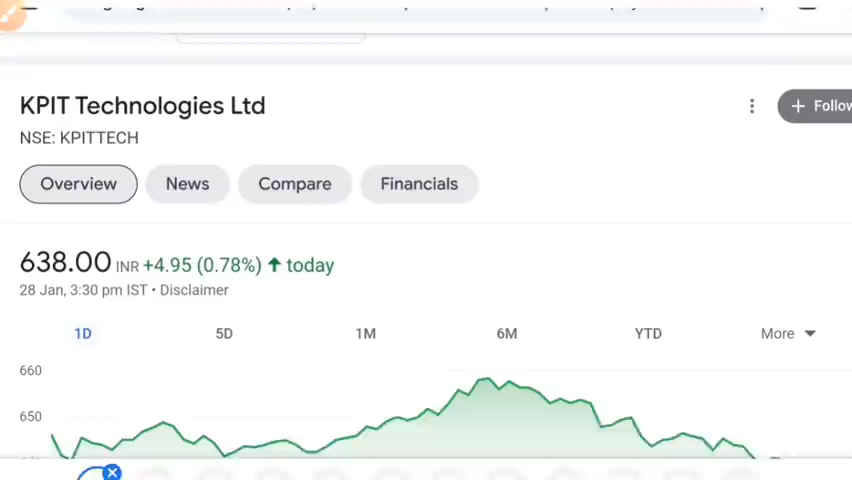 KPIT Technologies Ltd
+ Follow
NSE: KPITTECH
Overview News Compare Financials
638.00 INR +4.95 (0.78%) ↑ today
28 Jan, 3:30 pm IST • Disclaimer
1D 5D 1M 6M YTD More
660
650